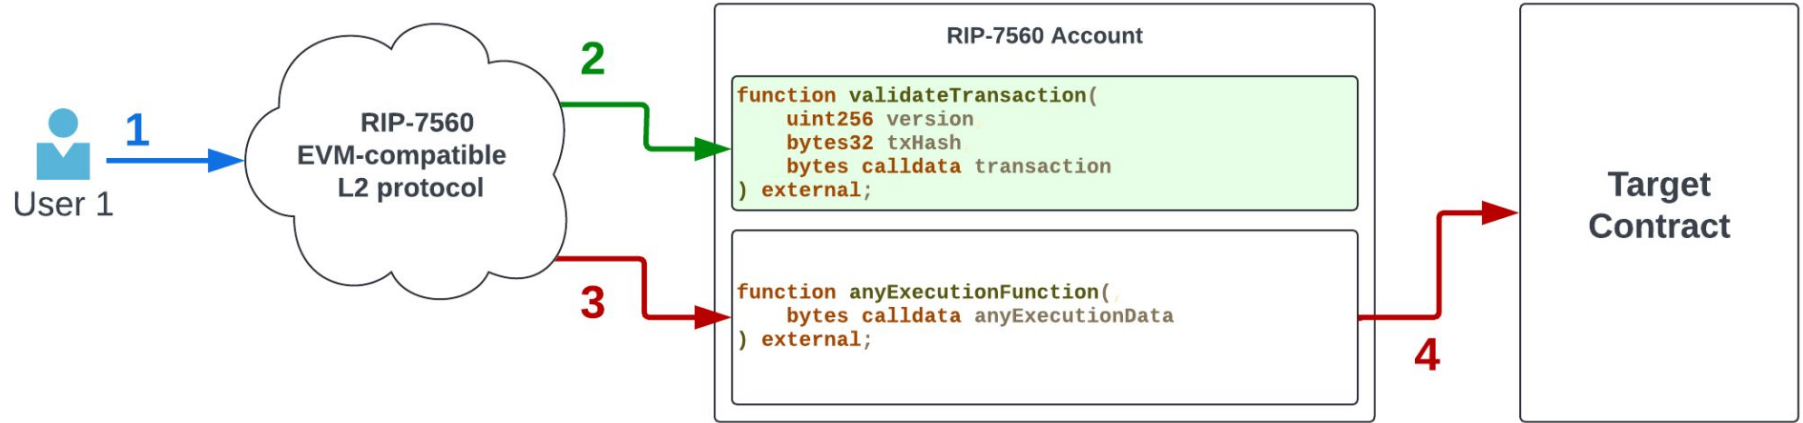 1
User 1
RIP-7560
EVM-compatible
L2 protocol
2
3
RIP-7560 Account
function validateTransaction(
uint256 version
bytes32 txHash
bytes calldata transaction
) external;
function anyExecutionFunction(
bytes calldata anyExecutionData
) external;
4
Target
Contract